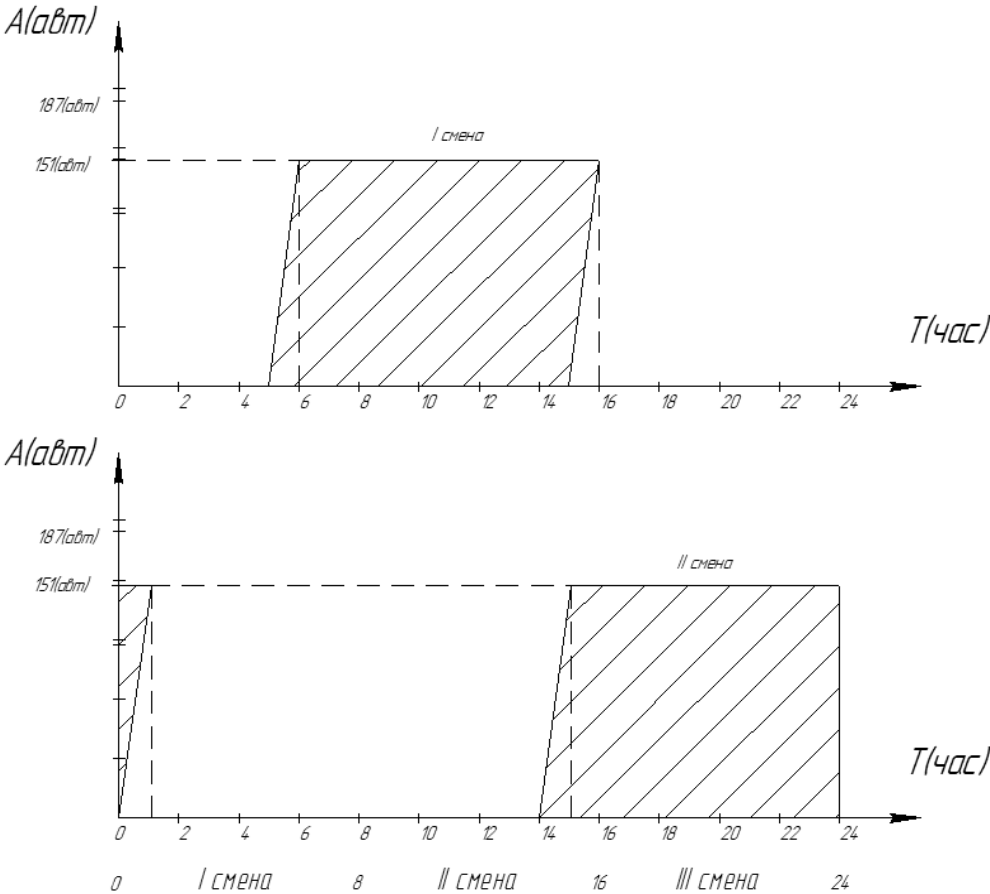 А(авт)
187(авт)
I смена
151(авт)
Т(час)
0 2 4 6 8 10 12 14 16 18 20 22 24
А(авт)
187(авт)
II смена
151(авт)
Т(час)
0 2 4 6 8 10 12 14 16 18 20 22 24
0 I смена 8 II смена 16 III смена 24